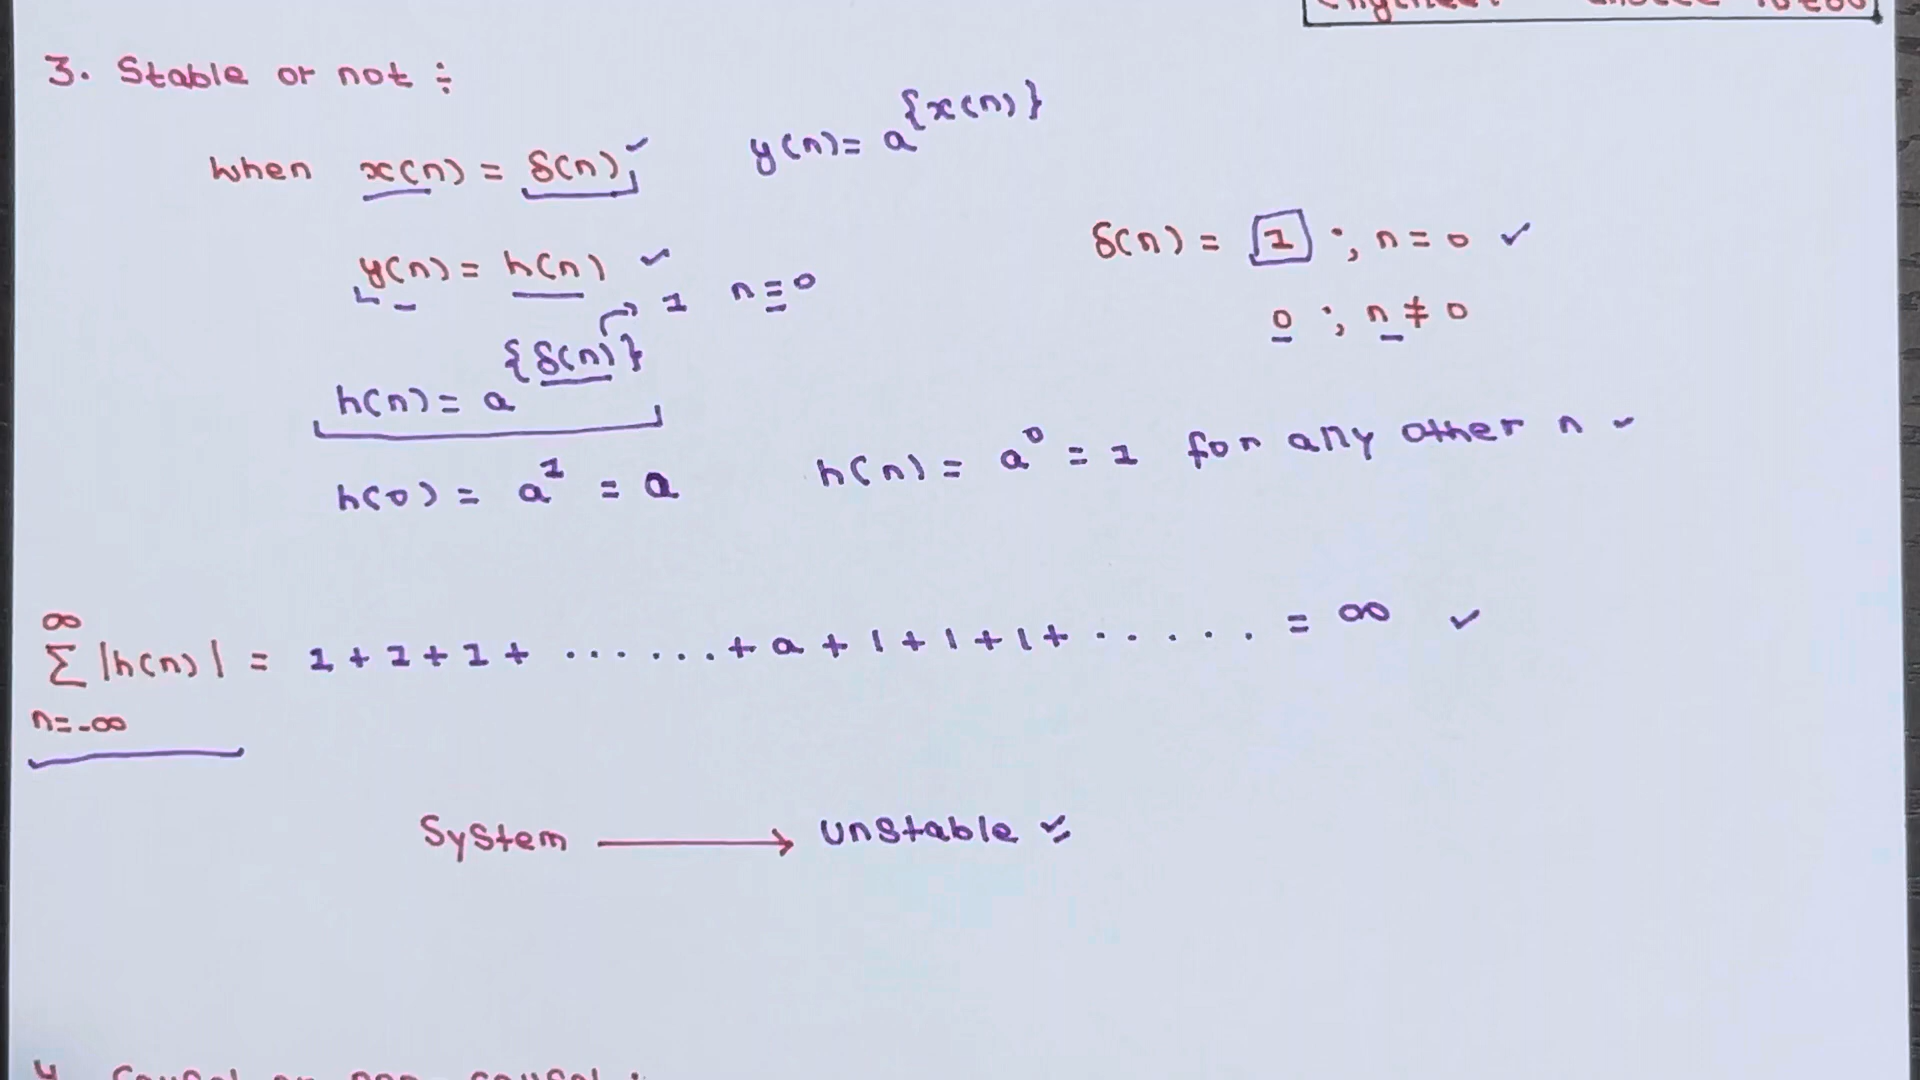 3. Stable or not :
when x(n) = δ(n) ✓ y(n) = a^{x(n)}
y(n) = h(n) ✓ δ(n) = 1 ; n = 0 ✓
0 ; n ≠ 0
1 n = 0
h(n) = a^{δ(n)}
h(0) = a^1 = a h(n) = a^0 = 1 for any other n ✓
∞
Σ |h(n)| = 1 + 1 + 1 + ...... + a + 1 + 1 + 1 + ...... = ∞ ✓
n=-∞
System → unstable ✓